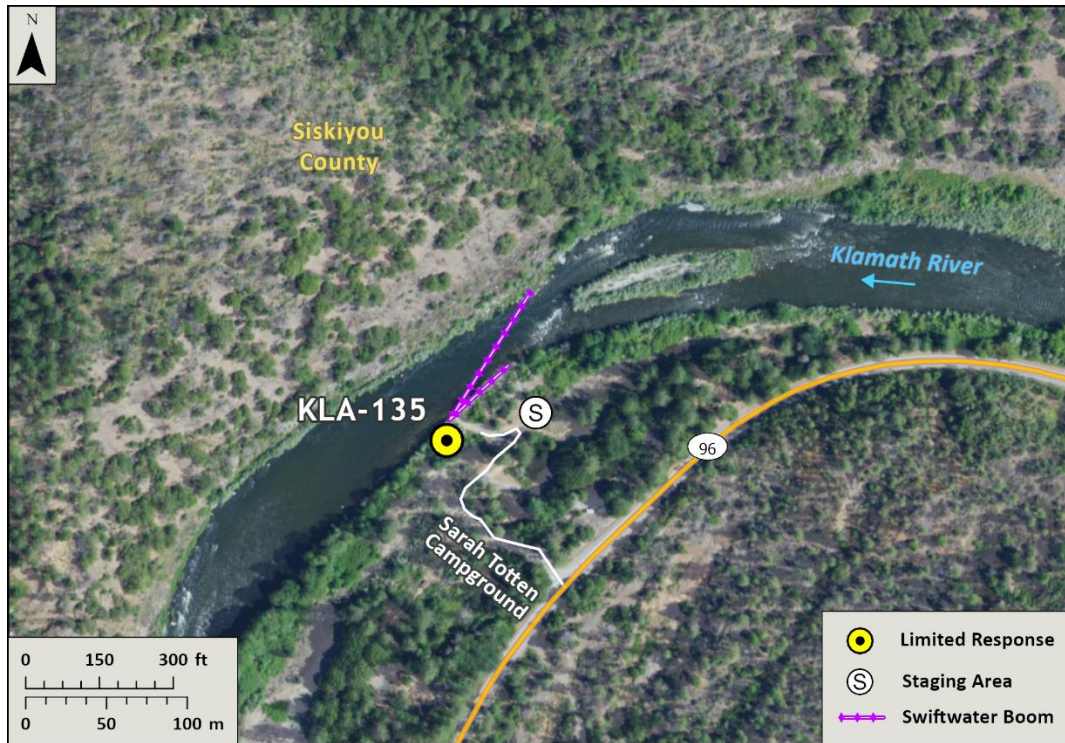 N
Siskiyou
County
Klamath River
KLA-135
S
96
Sarah Totten
Campground
0 150 300 ft
0 50 100 m
Limited Response
S Staging Area
Swiftwater Boom